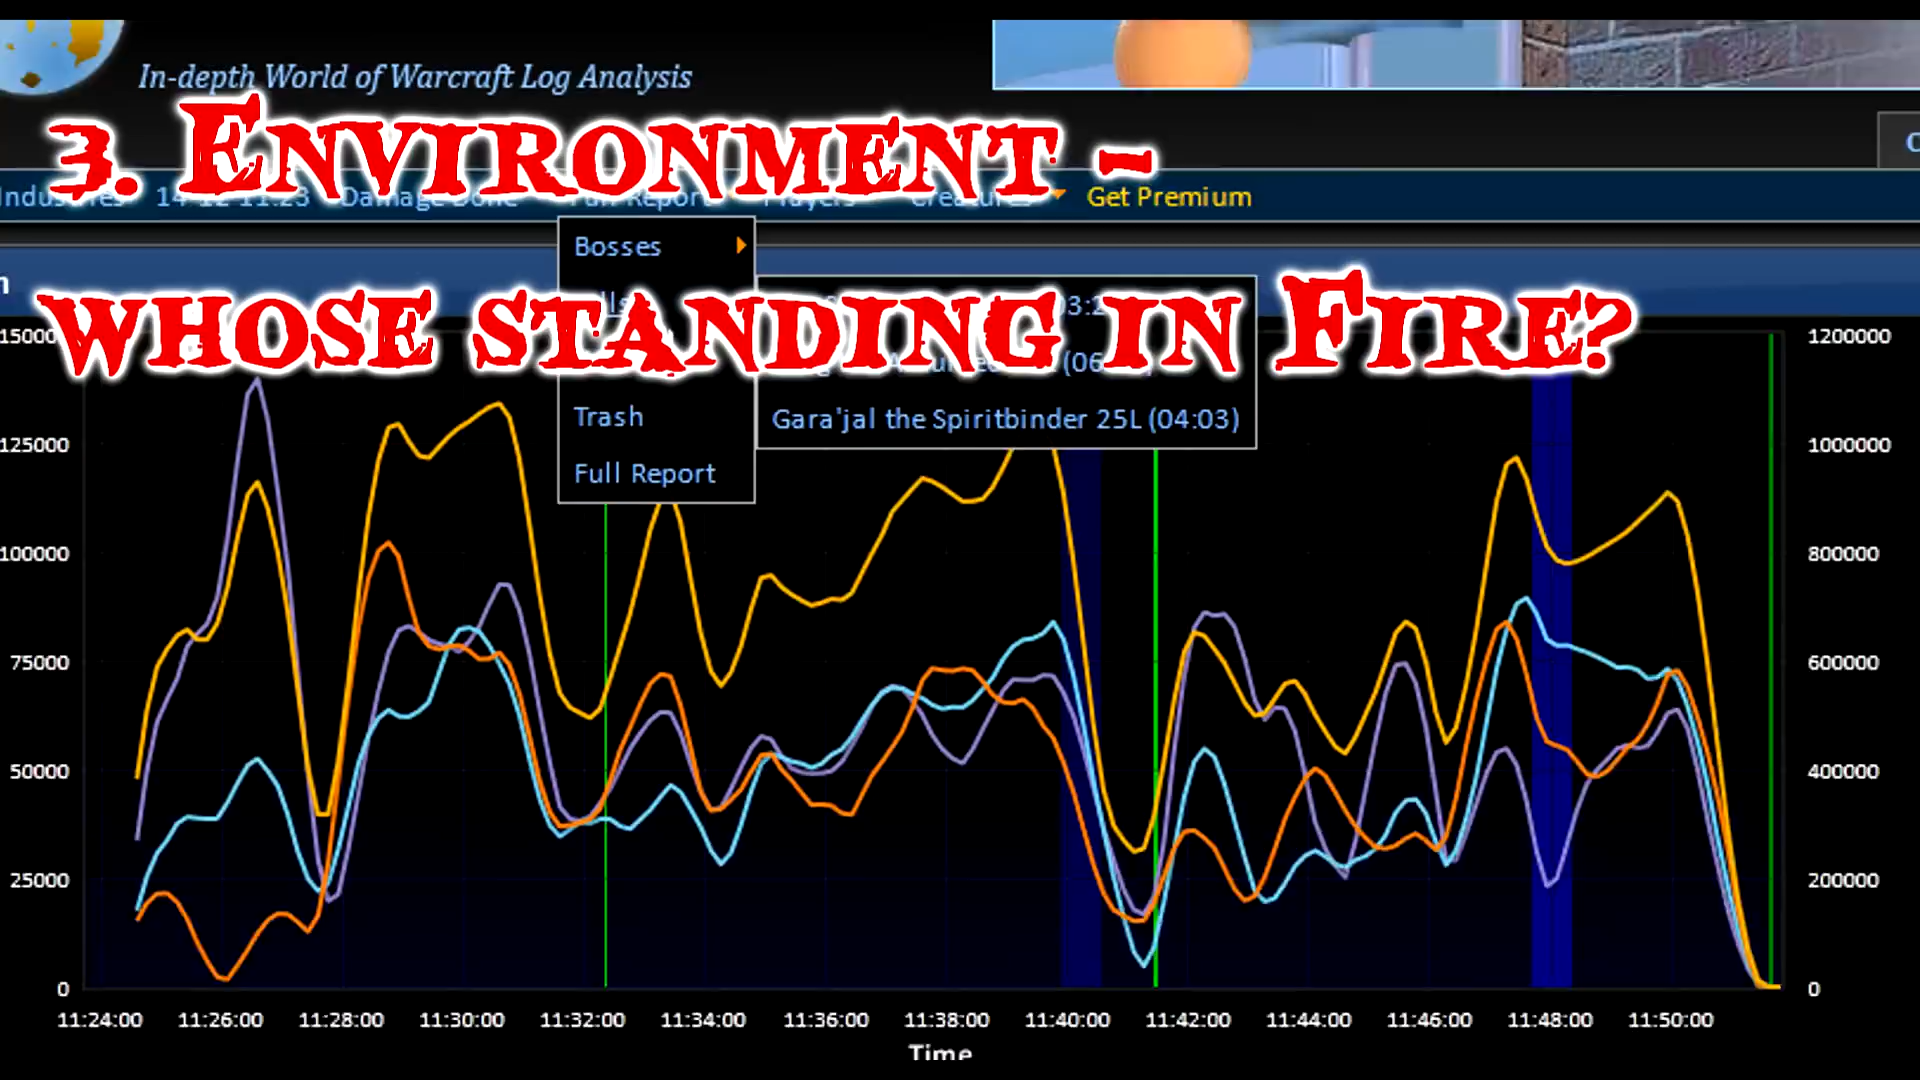 In-depth World of Warcraft Log Analysis
3. Environment –
Get Premium
Bosses
whose standing in Fire?
Trash
Gara'jal the Spiritbinder 25L (04:03)
Full Report
1200000
125000 1000000
100000 800000
75000 600000
50000 400000
25000 200000
0 0
11:24:00 11:26:00 11:28:00 11:30:00 11:32:00 11:34:00 11:36:00 11:38:00 11:40:00 11:42:00 11:44:00 11:46:00 11:48:00 11:50:00
Time